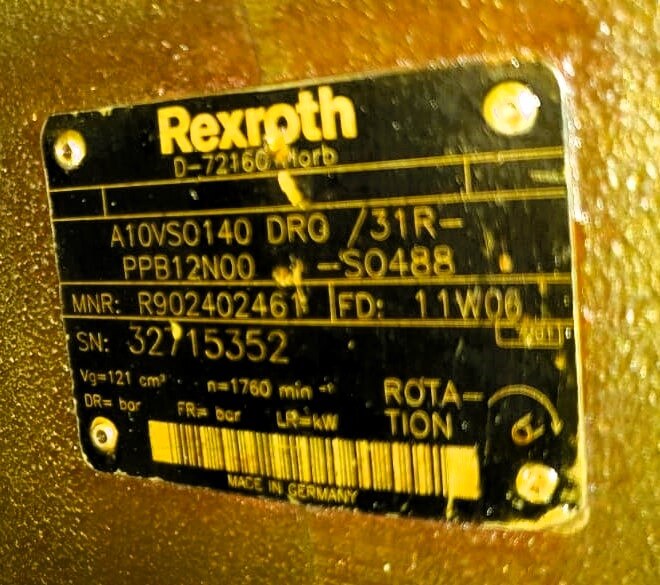 Rexroth
D-72160 Horb
A10VSO140 DRG /31R-
PPB12N00 -SO488
MNR: R902402461 FD: 11W06
SN: 32715352
Vg=121 cm³ n=1760 min
DR= bar FR= bar LR=kW
ROTA-
TION
MADE IN GERMANY